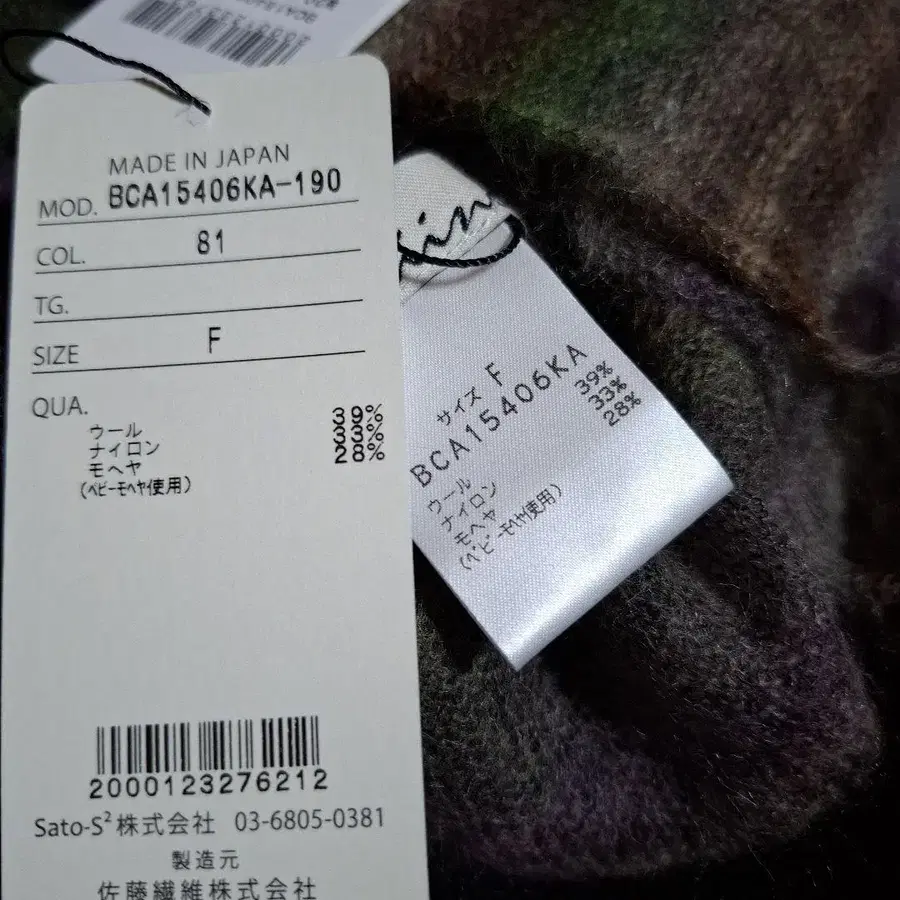 MADE IN JAPAN
MOD. BCA15406KA-190
COL. 81
TG.
SIZE F
QUA.
ウール 39%
ナイロン 33%
モヘヤ 28%
(ベビーモヘヤ使用)
2000123276212
Sato-S²株式会社 03-6805-0381
製造元
佐藤繊維株式会社
サイズ F
BCA15406KA
ウール 39%
ナイロン 33%
モヘヤ 28%
(ベビーモヘヤ使用)